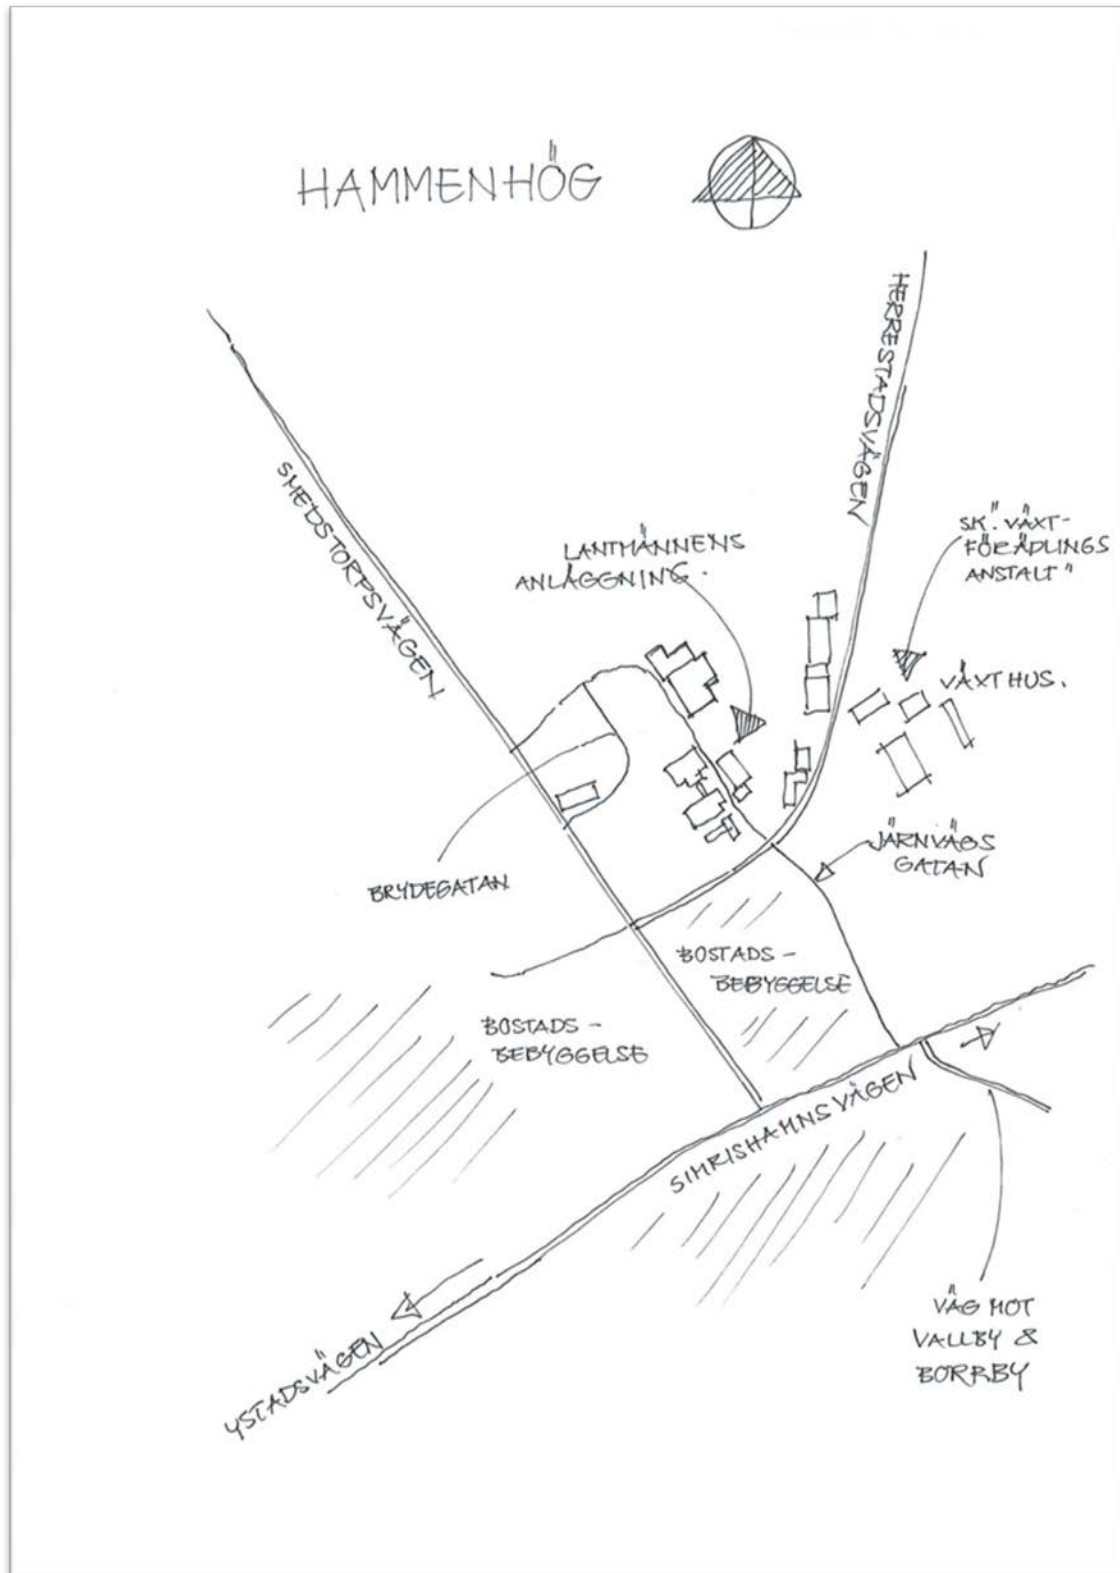 HAMMENHÖG
HERRESTADSVÄGEN
SMEDSTORPSVÄGEN
LANTMÄNNENS
ANLÄGGNING.
SK. "VÄXT-
FÖRÄDLINGS
ANSTALT"
VÄXTHUS.
JÄRNVÄGS
GATAN
BRYDEGATAN
BOSTADS-
BEBYGGELSE
BOSTADS-
BEBYGGELSE
SIMRISHAMNSVÄGEN
YSTADSVÄGEN
VÄG MOT
VALLBY &
BORRBY